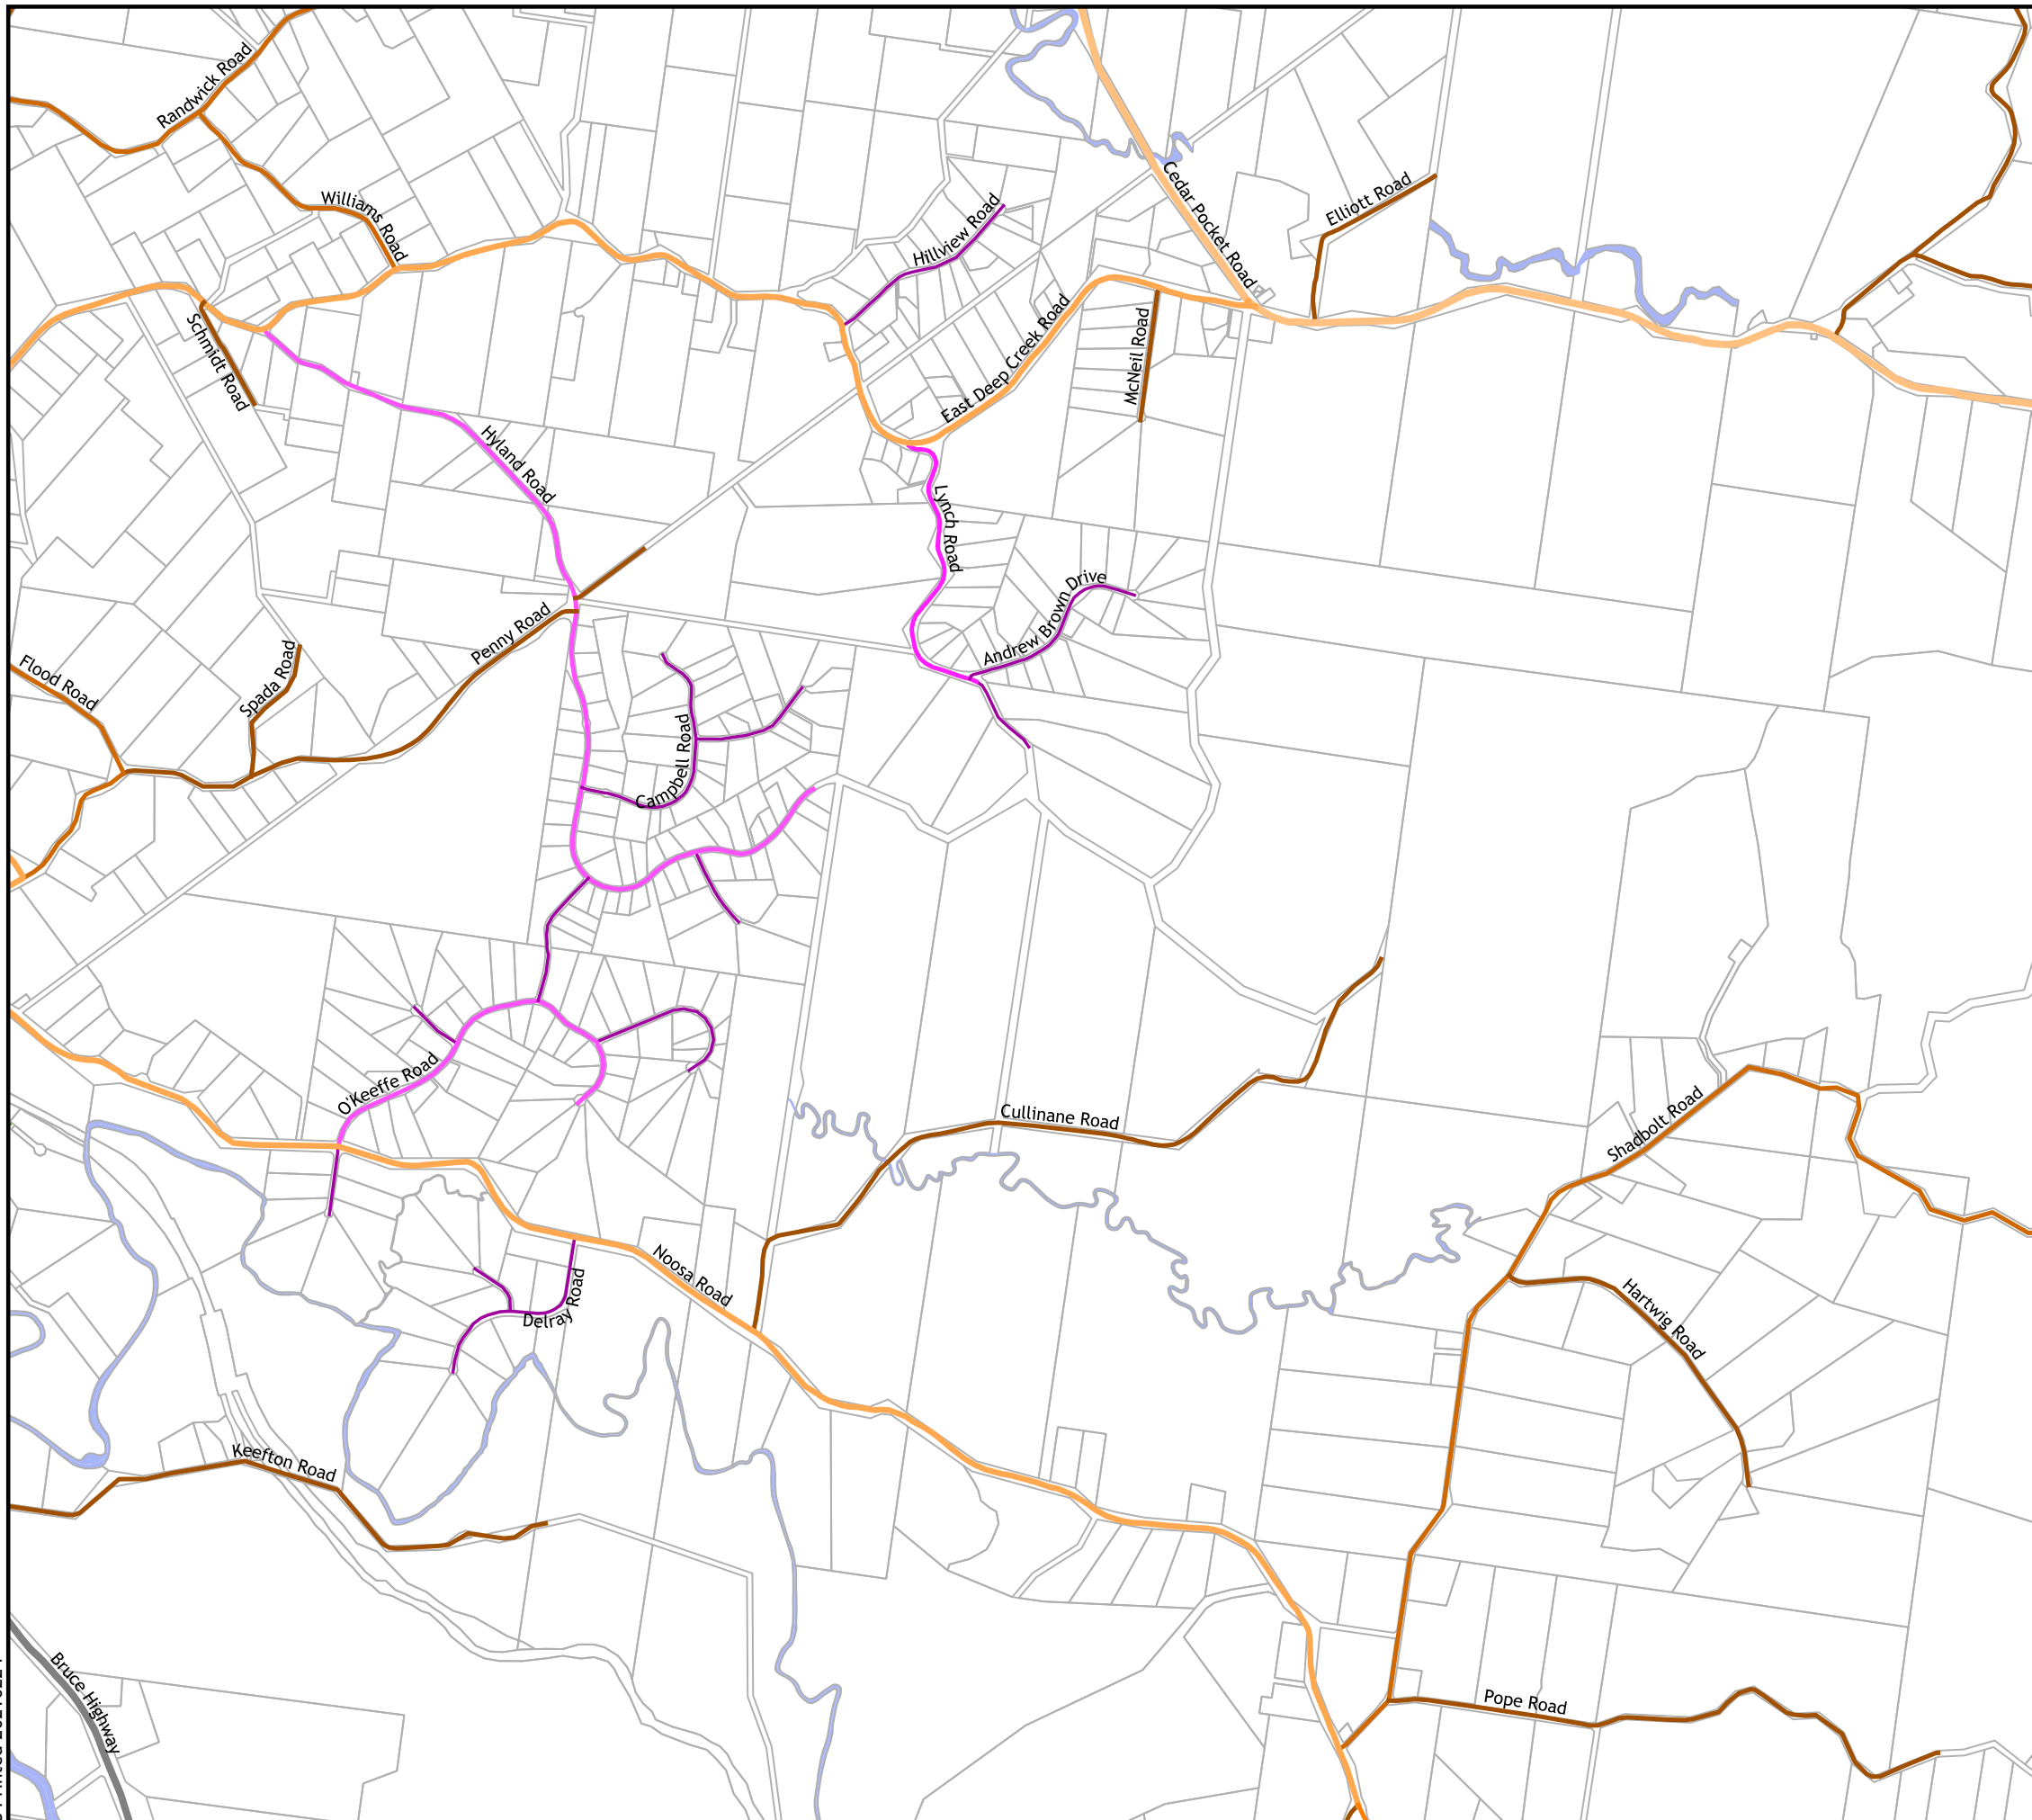 Randwick Road
Williams Road
Cedar Pocket Road
Elliott Road
Hillview Road
Schmidt Road
East Deep Creek Road
McNeil Road
Hyland Road
Lynch Road
Andrew Brown Drive
Penny Road
Flood Road
Spada Road
Campbell Road
O'Keeffe Road
Cullinane Road
Shadbolt Road
Noosa Road
Delray Road
Hartwig Road
Keefton Road
Bruce Highway
Pope Road